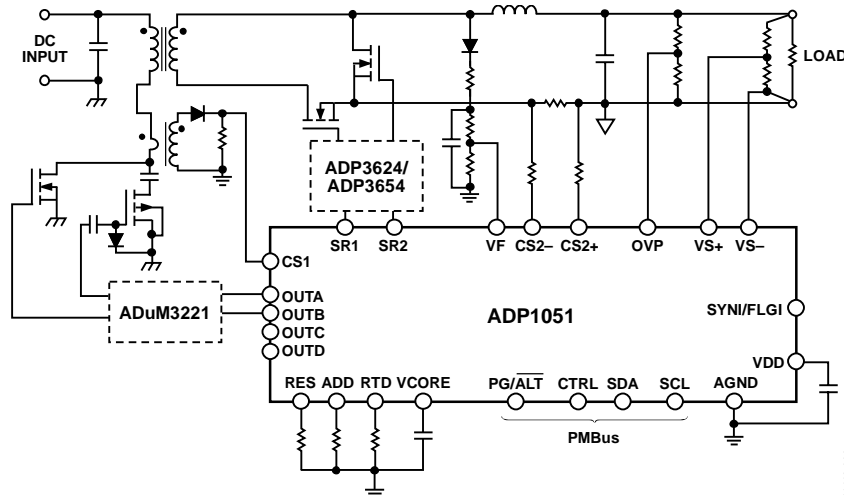 DC
INPUT
LOAD
ADP3624/
ADP3654
SR1 SR2 VF CS2– CS2+ OVP VS+ VS–
CS1
ADuM3221
OUTA
OUTB
OUTC
OUTD
ADP1051
SYNI/FLGI
VDD
RES ADD RTD VCORE PG/ALT CTRL SDA SCL AGND
PMBus